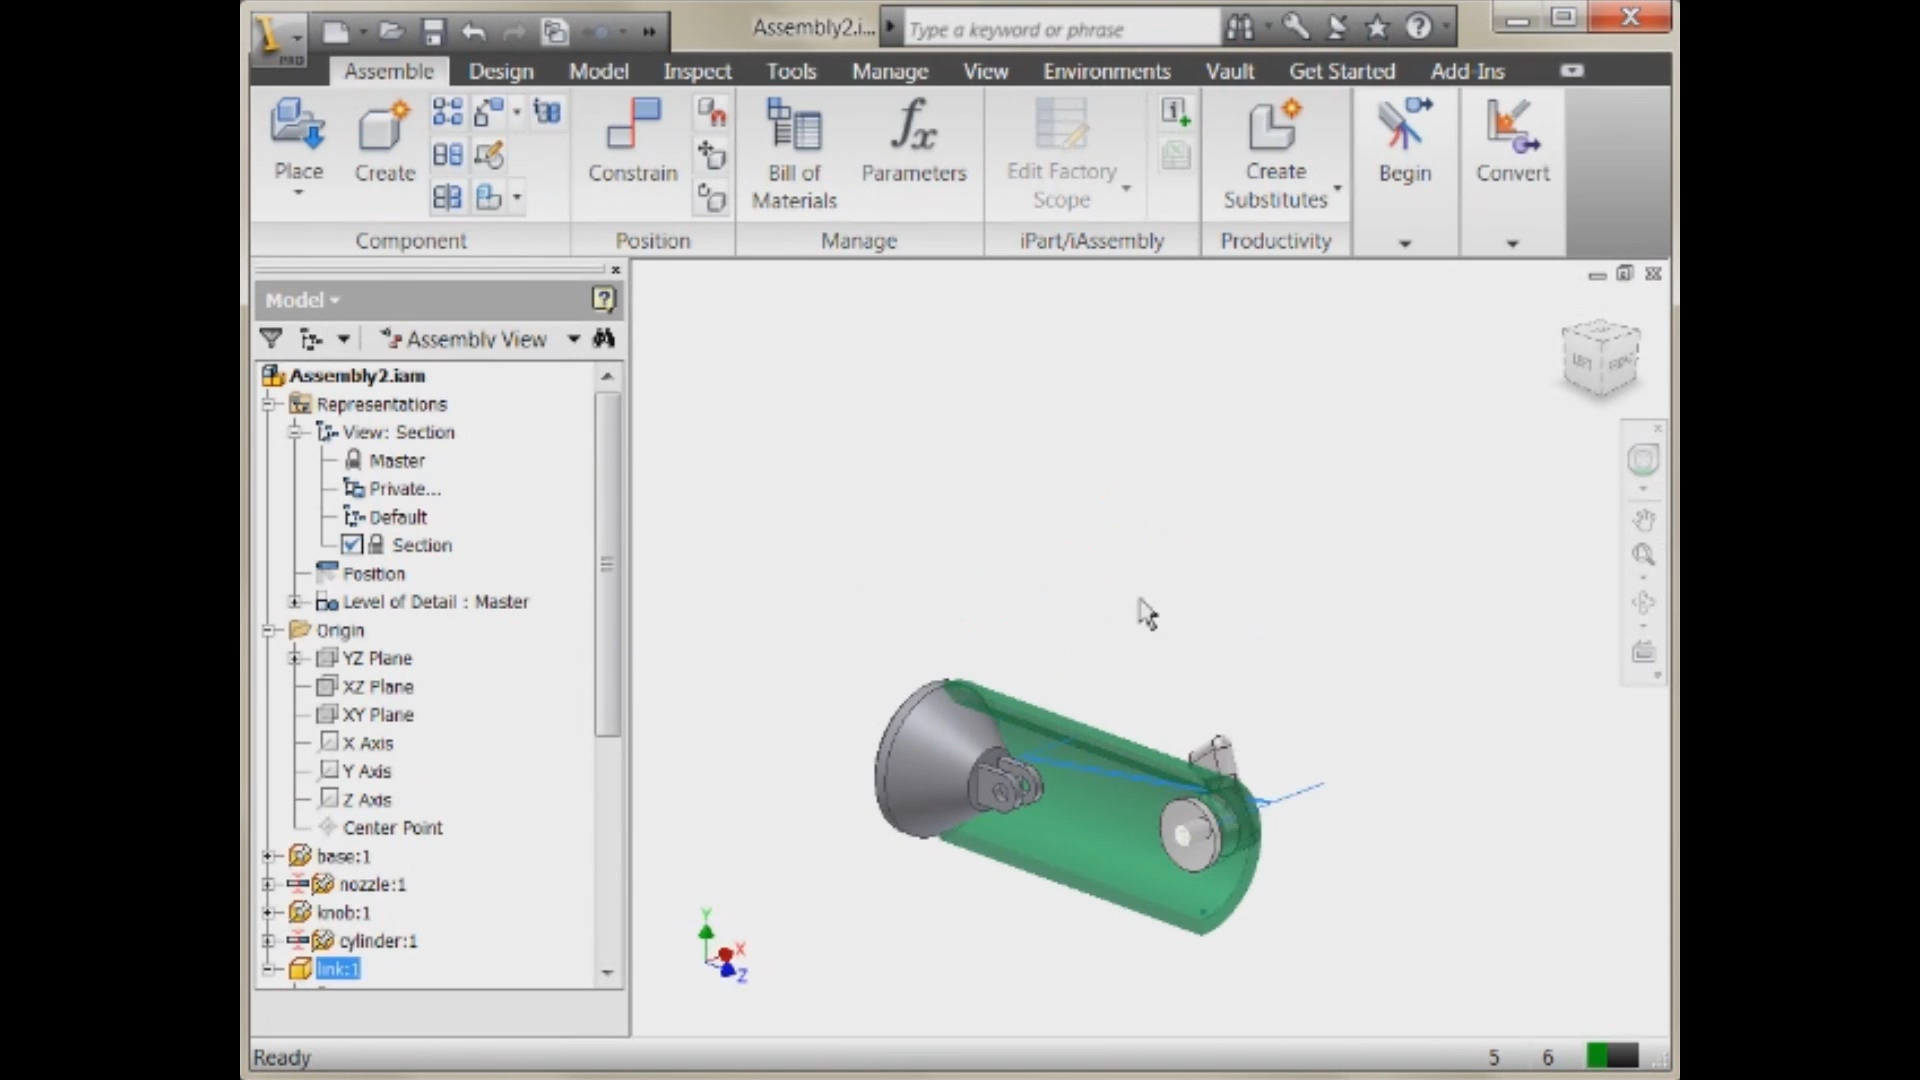 PRO
Assembly2.i...
Type a keyword or phrase
Assemble Design Model Inspect Tools Manage View Environments Vault Get Started Add-Ins
Place
Create
Constrain
Bill of
Materials
Parameters
Edit Factory
Scope
Create
Substitutes
Begin
Convert
Component
Position
Manage
iPart/iAssembly
Productivity
Model
Assembly View
Assembly2.iam
Representations
View: Section
Master
Private...
Default
Section
Position
Level of Detail : Master
Origin
YZ Plane
XZ Plane
XY Plane
X Axis
Y Axis
Z Axis
Center Point
base:1
nozzle:1
knob:1
cylinder:1
link:1
LEFT
FRONT
Y
X
Z
Ready
5 6